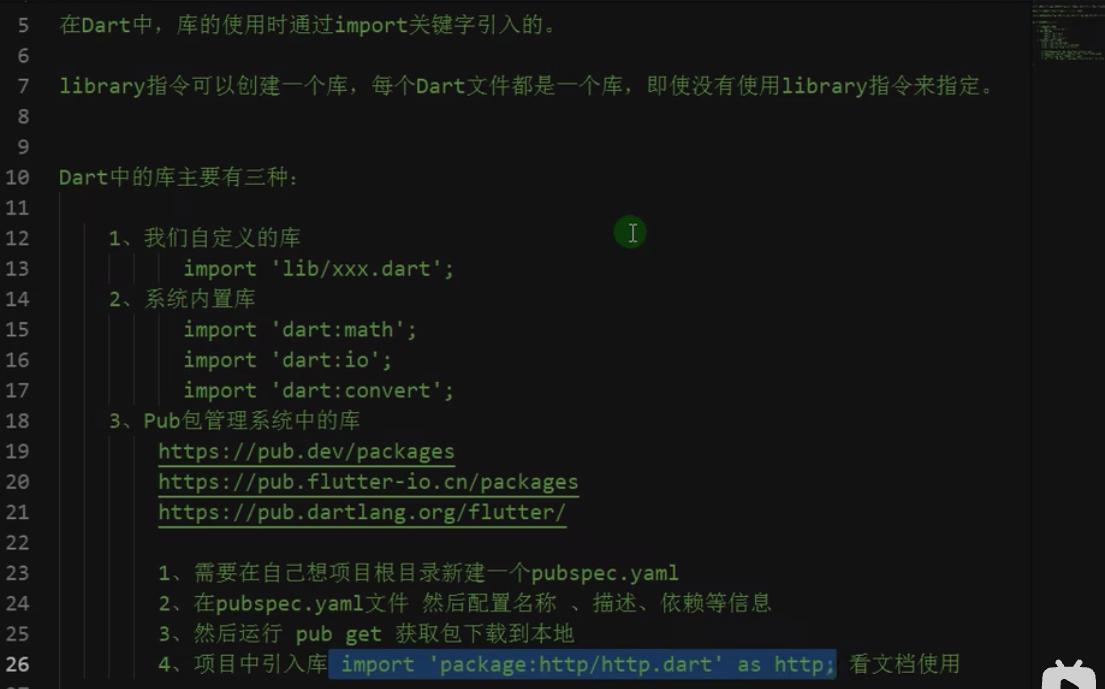 5 在Dart中，库的使用时通过import关键字引入的。
6
7 library指令可以创建一个库，每个Dart文件都是一个库，即使没有使用library指令来指定。
8
9
10 Dart中的库主要有三种：
11
12 1、我们自定义的库
13 import 'lib/xxx.dart';
14 2、系统内置库
15 import 'dart:math';
16 import 'dart:io';
17 import 'dart:convert';
18 3、Pub包管理系统中的库
19 https://pub.dev/packages
20 https://pub.flutter-io.cn/packages
21 https://pub.dartlang.org/flutter/
22
23 1、需要在自己想项目根目录新建一个pubspec.yaml
24 2、在pubspec.yaml文件 然后配置名称 、描述、依赖等信息
25 3、然后运行 pub get 获取包下载到本地
26 4、项目中引入库 import 'package:http/http.dart' as http; 看文档使用